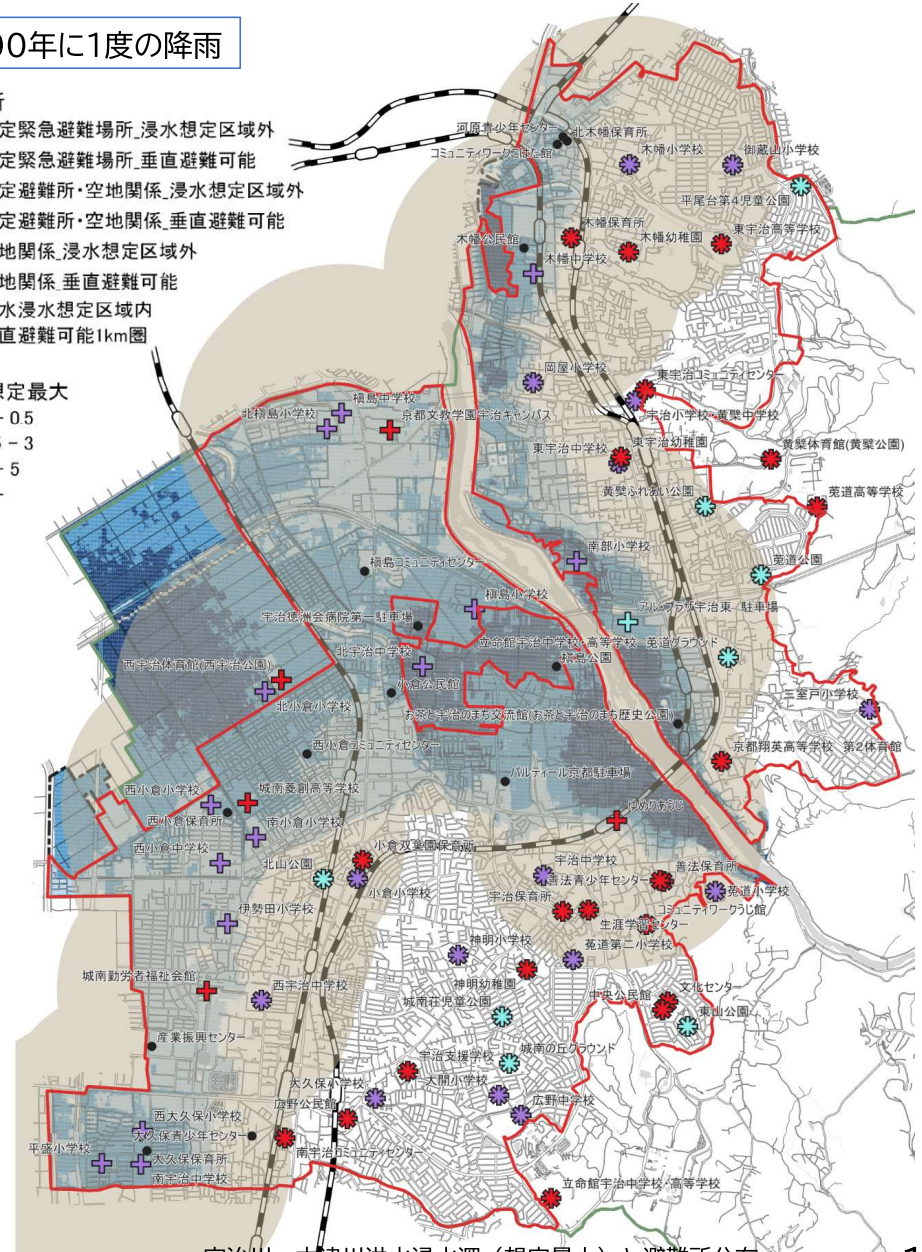 00年に1度の降雨
所
定緊急避難場所_浸水想定区域外
定緊急避難場所_垂直避難可能
定避難所・空地関係_浸水想定区域外
定避難所・空地関係_垂直避難可能
地関係_浸水想定区域外
地関係_垂直避難可能
水浸水想定区域内
直避難可能1km圏
想定最大
- 0.5
- 3
- 5
河原青少年センター
北木幡保育所
コミュニティワークこはた館
木幡小学校
御蔵山小学校
平尾台第4児童公園
木幡保育所
東宇治高等学校
木幡幼稚園
木幡公民館
木幡中学校
岡屋小学校
東宇治コミュニティセンター
宇治小学校・黄檗中学校
槇島中学校
北槇島小学校
京都文教学園宇治キャンパス
東宇治中学校
東宇治幼稚園
黄檗体育館(黄檗公園)
黄檗ふれあい公園
莵道高等学校
南部小学校
莵道公園
槇島コミュニティセンター
槇島小学校
アル・プラザ宇治東 駐車場
宇治徳洲会病院第一駐車場
立命館宇治中学校・高等学校 莵道グラウンド
北宇治中学校
槇島公園
西宇治体育館(西宇治公園)
小倉公民館
北小倉小学校
三室戸小学校
お茶と宇治のまち交流館(お茶と宇治のまち歴史公園)
西小倉コミュニティセンター
京都翔英高等学校 第2体育館
パルティール京都駐車場
西小倉小学校
城南菱創高等学校
西小倉保育所
ゆめりあうじ
南小倉小学校
西小倉中学校
小倉双葉園保育所
北山公園
小倉小学校
宇治中学校
善法保育所
善法青少年センター
莵道小学校
宇治保育所
コミュニティワークうじ館
伊勢田小学校
生涯学習センター
神明小学校
莵道第二小学校
城南勤労者福祉会館
西宇治中学校
神明幼稚園
文化センター
中央公民館
城南荘児童公園
東山公園
産業振興センター
城南の丘グラウンド
宇治支援学校
大久保小学校
大開小学校
広野公民館
広野中学校
西大久保小学校
大久保青少年センター
平盛小学校
大久保保育所
南宇治コミュニティセンター
南宇治中学校
立命館宇治中学校・高等学校